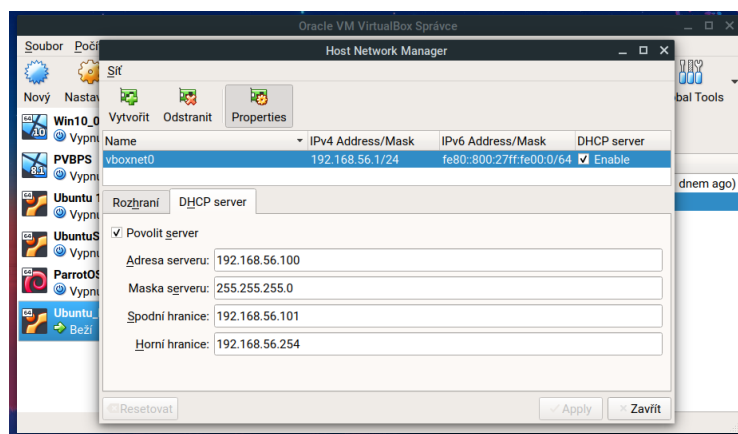 Oracle VM VirtualBox Správce
Soubor
Host Network Manager
Síť
Nový
Vytvořit Odstranit Properties
bal Tools
Name IPv4 Address/Mask IPv6 Address/Mask DHCP server
vboxnet0 192.168.56.1/24 fe80::800:27ff:fe00:0/64 Enable
dnem ago)
Win10_0
PVBPS
Ubuntu 1
UbuntuS
ParrotOS
Ubuntu_
Běží
Rozhraní DHCP server
Povolit server
Adresa serveru: 192.168.56.100
Maska serveru: 255.255.255.0
Spodní hranice: 192.168.56.101
Horní hranice: 192.168.56.254
Resetovat Apply Zavřít